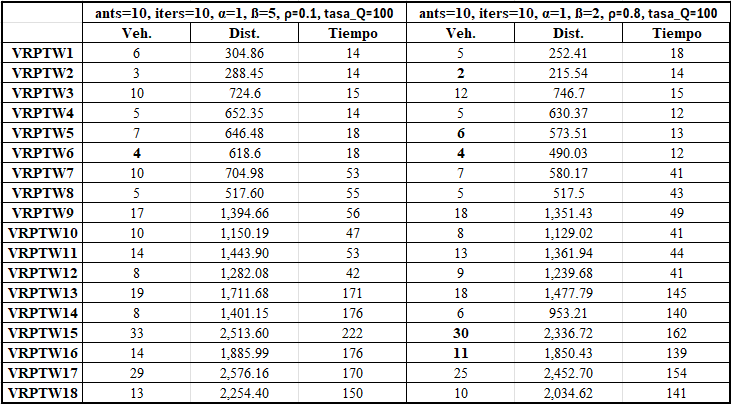 ants=10, iters=10, α=1, ß=5, ρ=0.1, tasa_Q=100 ants=10, iters=10, α=1, ß=2, ρ=0.8, tasa_Q=100
Veh. Dist. Tiempo Veh. Dist. Tiempo
VRPTW1 6 304.86 14 5 252.41 18
VRPTW2 3 288.45 14 2 215.54 14
VRPTW3 10 724.6 15 12 746.7 15
VRPTW4 5 652.35 14 5 630.37 12
VRPTW5 7 646.48 18 6 573.51 13
VRPTW6 4 618.6 18 4 490.03 12
VRPTW7 10 704.98 53 7 580.17 41
VRPTW8 5 517.60 55 5 517.5 43
VRPTW9 17 1,394.66 56 18 1,351.43 49
VRPTW10 10 1,150.19 47 8 1,129.02 41
VRPTW11 14 1,443.90 53 13 1,361.94 44
VRPTW12 8 1,282.08 42 9 1,239.68 41
VRPTW13 19 1,711.68 171 18 1,477.79 145
VRPTW14 8 1,401.15 176 6 953.21 140
VRPTW15 33 2,513.60 222 30 2,336.72 162
VRPTW16 14 1,885.99 176 11 1,850.43 139
VRPTW17 29 2,576.16 170 25 2,452.70 154
VRPTW18 13 2,254.40 150 10 2,034.62 141